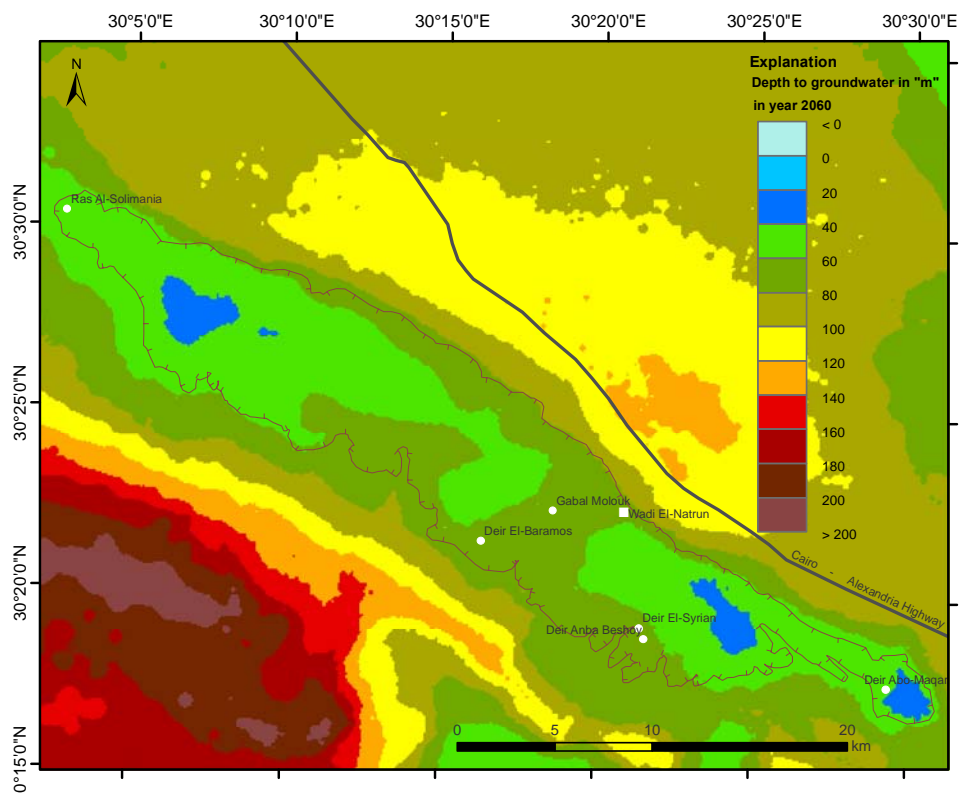 30°5'0"E 30°10'0"E 30°15'0"E 30°20'0"E 30°25'0"E 30°30'0"E
N
Explanation
Depth to groundwater in "m"
in year 2060
< 0
0
20
40
60
80
100
120
140
160
180
200
> 200
30°30'0"N
30°25'0"N
30°20'0"N
0°15'0"N
Ras Al-Solimania
Gabal Molouk
Wadi El-Natrun
Deir El-Baramos
Cairo - Alexandria Highway
Deir El-Syrian
Deir Anba Beshoy
Deir Abo-Maqar
0 5 10 20
km